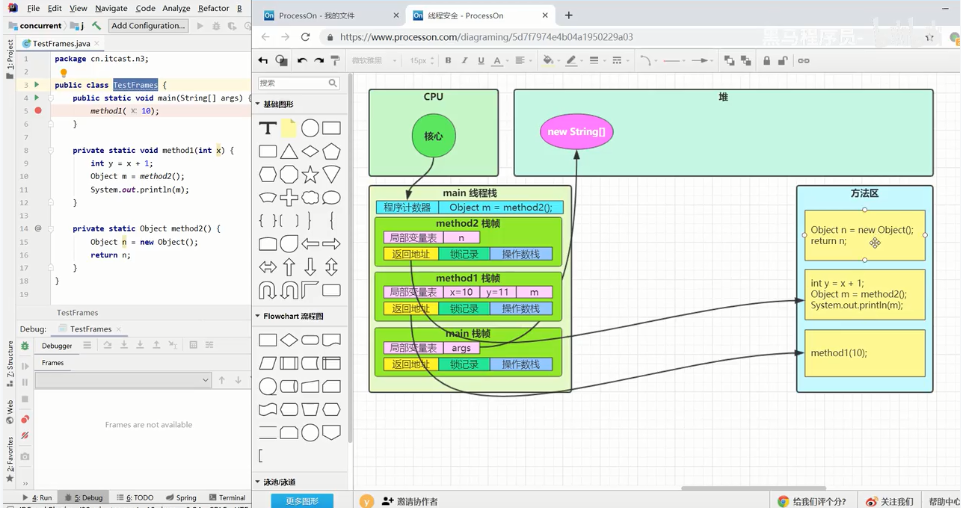 File Edit View Navigate Code Analyze Refactor B
concurrent
Add Configuration...
TestFrames.java
1 package cn.itcast.n3;
2
3 public class TestFrames {
4 public static void main(String[] args) {
5 method1( x: 10);
6 }
7
8 private static void method1(int x) {
9 int y = x + 1;
10 Object m = method2();
11 System.out.println(m);
12 }
13
14 @ private static Object method2() {
15 Object n = new Object();
16 return n;
17 }
18 }
19
TestFrames
Debug: TestFrames
Debugger
Frames
Frames are not available
1: Project
7: Structure
Web
2: Favorites
4: Run 5: Debug 6: TODO Spring Terminal
ProcessOn - 我的文件
线程安全 - ProcessOn
https://www.processon.com/diagraming/5d7f7974e4b04a1950229a03
黑马程序员
微软雅黑 15px
搜索
基础图形
Flowchart 流程图
泳池/泳道
更多图形
CPU
核心
堆
new String[]
main 线程栈
程序计数器 Object m = method2();
method2 栈帧
局部变量表 n
返回地址 锁记录 操作数栈
method1 栈帧
局部变量表 x=10 y=11 m
返回地址 锁记录 操作数栈
main 栈帧
局部变量表 args
返回地址 锁记录 操作数栈
方法区
Object n = new Object();
return n;
int y = x + 1;
Object m = method2();
System.out.println(m);
method1(10);
y 邀请协作者
给我们评个分?
关注我们
帮助中心